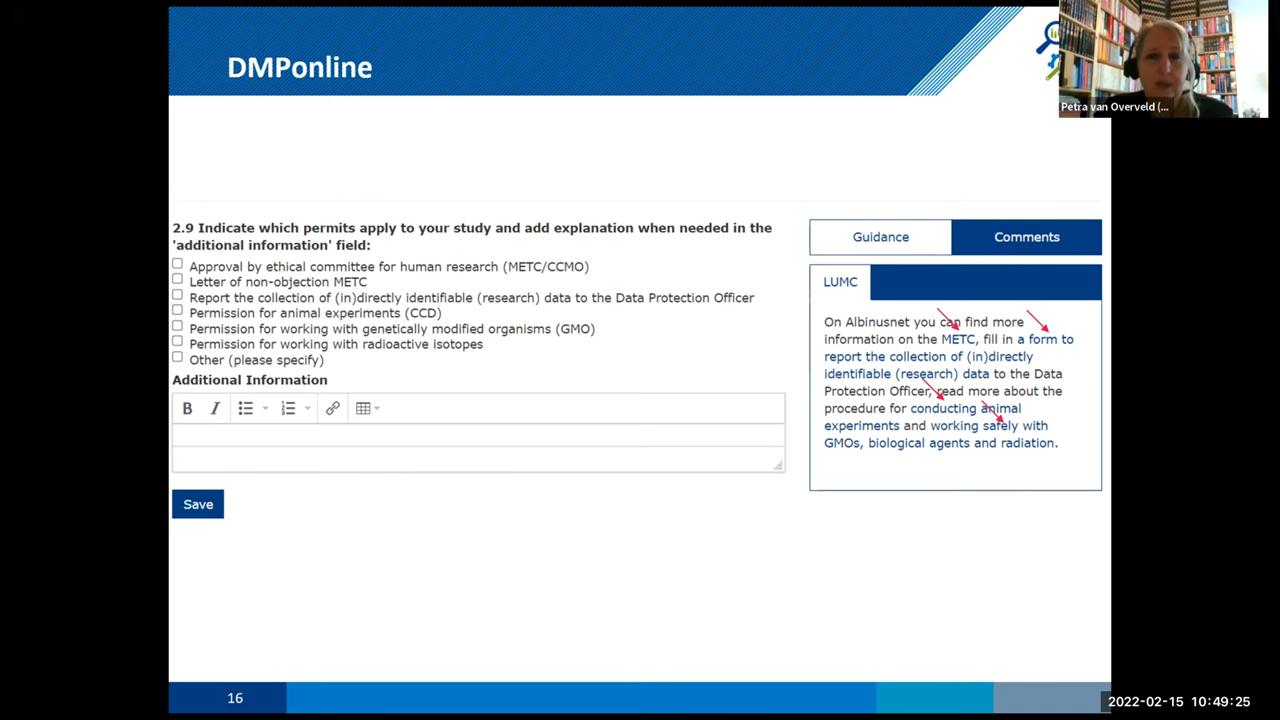 DMPonline
Petra van Overveld (...
2.9 Indicate which permits apply to your study and add explanation when needed in the
'additional information' field:
Approval by ethical committee for human research (METC/CCMO)
Letter of non-objection METC
Report the collection of (in)directly identifiable (research) data to the Data Protection Officer
Permission for animal experiments (CCD)
Permission for working with genetically modified organisms (GMO)
Permission for working with radioactive isotopes
Other (please specify)
Additional Information
B I
Save
Guidance Comments
LUMC
On Albinusnet you can find more
information on the METC, fill in a form to
report the collection of (in)directly
identifiable (research) data to the Data
Protection Officer, read more about the
procedure for conducting animal
experiments and working safely with
GMOs, biological agents and radiation.
16
2022-02-15 10:49:25